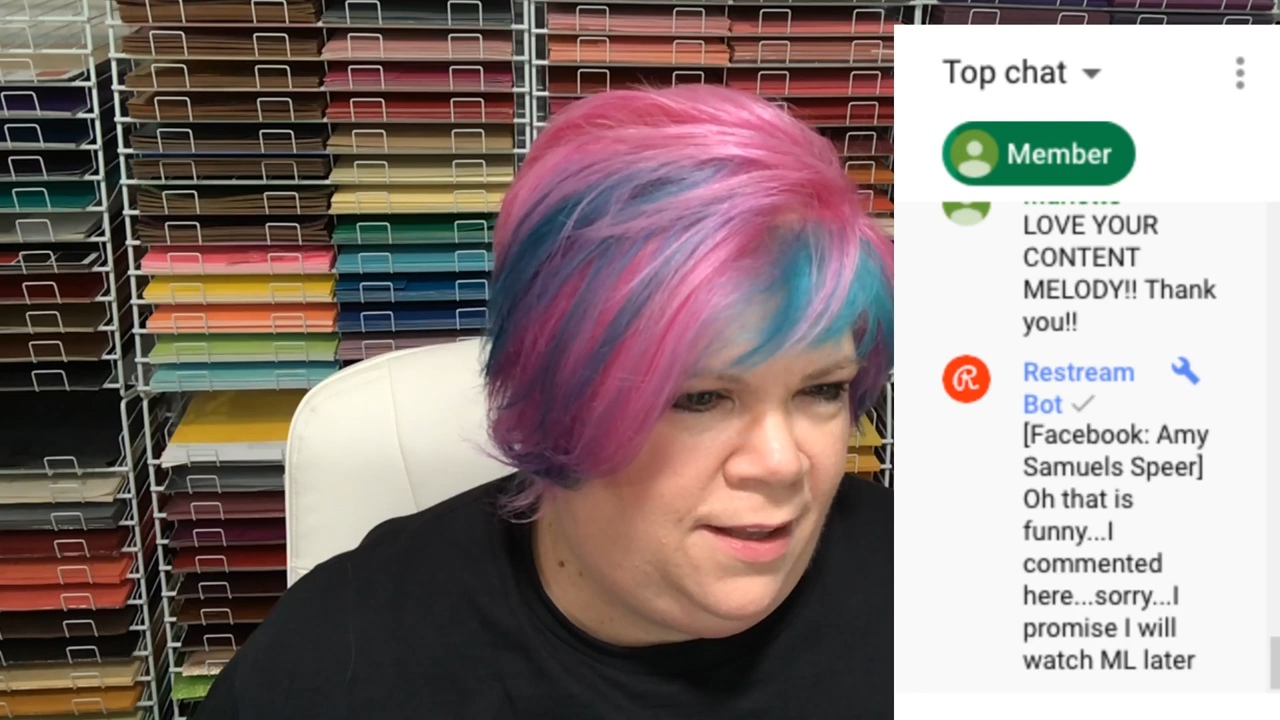 Top chat
Member
LOVE YOUR
CONTENT
MELODY!! Thank
you!!
Restream
Bot
[Facebook: Amy
Samuels Speer]
Oh that is
funny...I
commented
here...sorry...I
promise I will
watch ML later